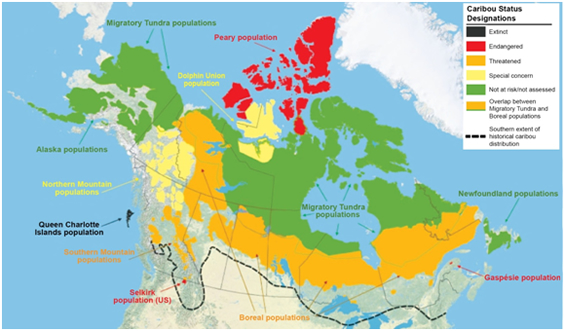 Migratory Tundra populations
Peary population
Dolphin Union
population
Alaska populations
Northern Mountain
populations
Queen Charlotte
Islands population
Southern Mountain
populations
Selkirk
population (US)
Boreal populations
Migratory Tundra
populations
Newfoundland populations
Gaspésie population
Caribou Status
Designations
Extinct
Endangered
Threatened
Special concern
Not at risk/not assessed
Overlap between
Migratory Tundra and
Boreal populations
Southern extent of
historical caribou
distribution